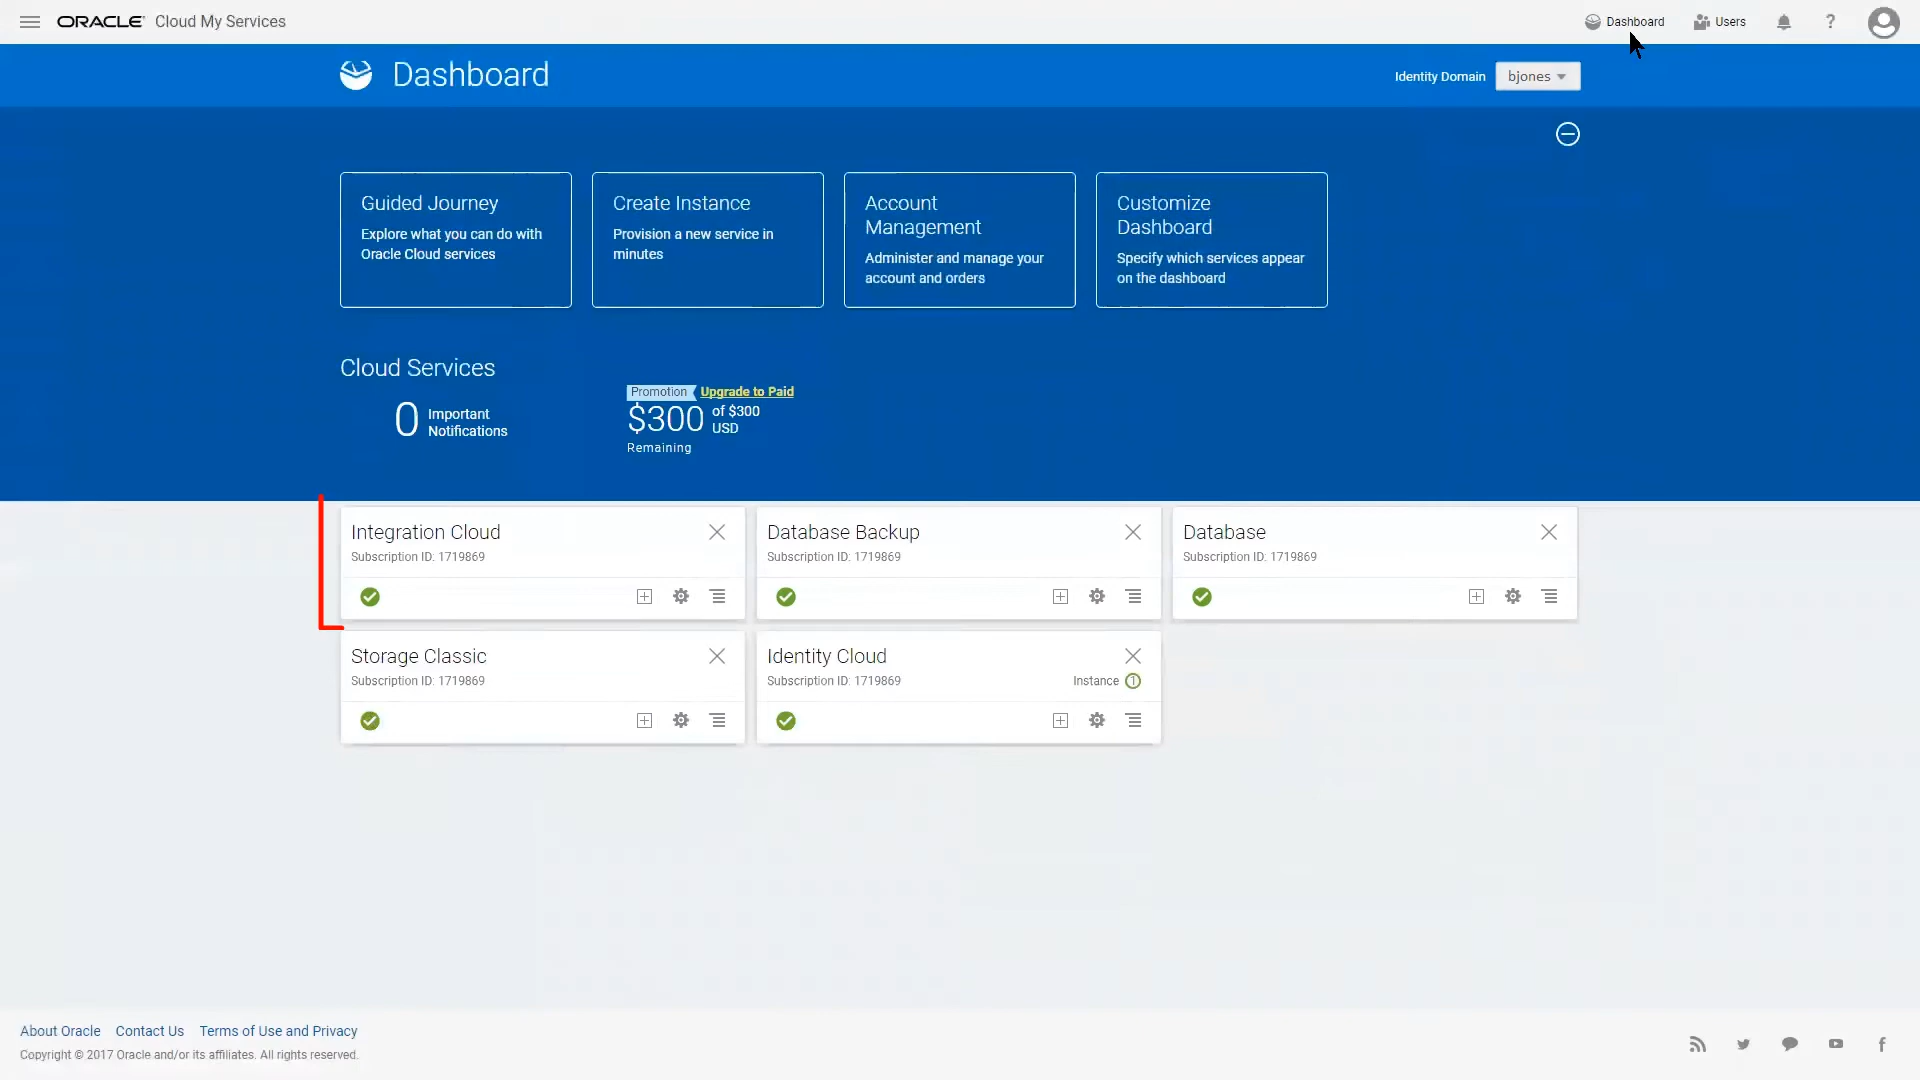 ORACLE Cloud My Services
Dashboard
Users
?
Dashboard
Identity Domain
bjones
Guided Journey
Explore what you can do with
Oracle Cloud services
Create Instance
Provision a new service in
minutes
Account
Management
Administer and manage your
account and orders
Customize
Dashboard
Specify which services appear
on the dashboard
Cloud Services
0
Important
Notifications
Promotion
Upgrade to Paid
$300
of $300
USD
Remaining
Integration Cloud
Subscription ID: 1719869
Database Backup
Subscription ID: 1719869
Database
Subscription ID: 1719869
Storage Classic
Subscription ID: 1719869
Identity Cloud
Subscription ID: 1719869
Instance 1
About Oracle
Contact Us
Terms of Use and Privacy
Copyright © 2017 Oracle and/or its affiliates. All rights reserved.